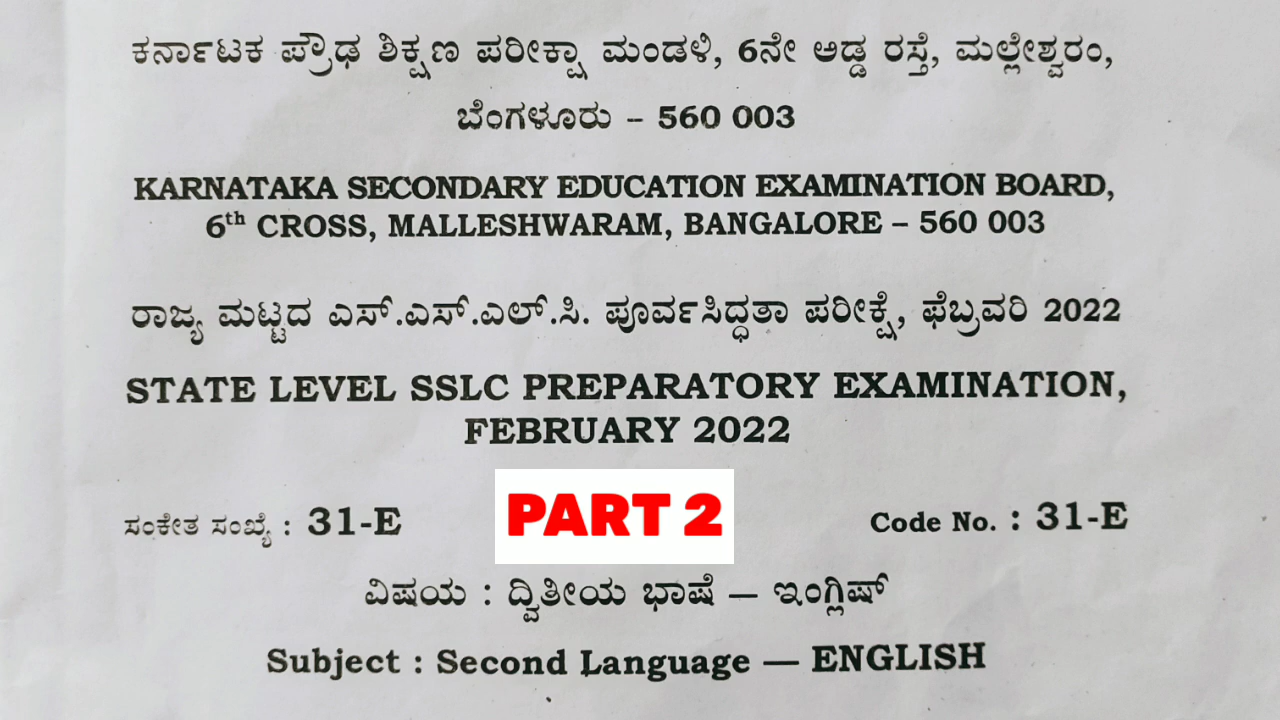 ಕರ್ನಾಟಕ ಪ್ರೌಢ ಶಿಕ್ಷಣ ಪರೀಕ್ಷಾ ಮಂಡಳಿ, 6ನೇ ಅಡ್ಡ ರಸ್ತೆ, ಮಲ್ಲೇಶ್ವರಂ,
ಬೆಂಗಳೂರು – 560 003
KARNATAKA SECONDARY EDUCATION EXAMINATION BOARD,
6th CROSS, MALLESHWARAM, BANGALORE – 560 003
ರಾಜ್ಯ ಮಟ್ಟದ ಎಸ್.ಎಸ್.ಎಲ್.ಸಿ. ಪೂರ್ವಸಿದ್ಧತಾ ಪರೀಕ್ಷೆ, ಫೆಬ್ರವರಿ 2022
STATE LEVEL SSLC PREPARATORY EXAMINATION,
FEBRUARY 2022
PART 2
ಸಂಕೇತ ಸಂಖ್ಯೆ : 31-E Code No. : 31-E
ವಿಷಯ : ದ್ವಿತೀಯ ಭಾಷೆ — ಇಂಗ್ಲಿಷ್
Subject : Second Language — ENGLISH